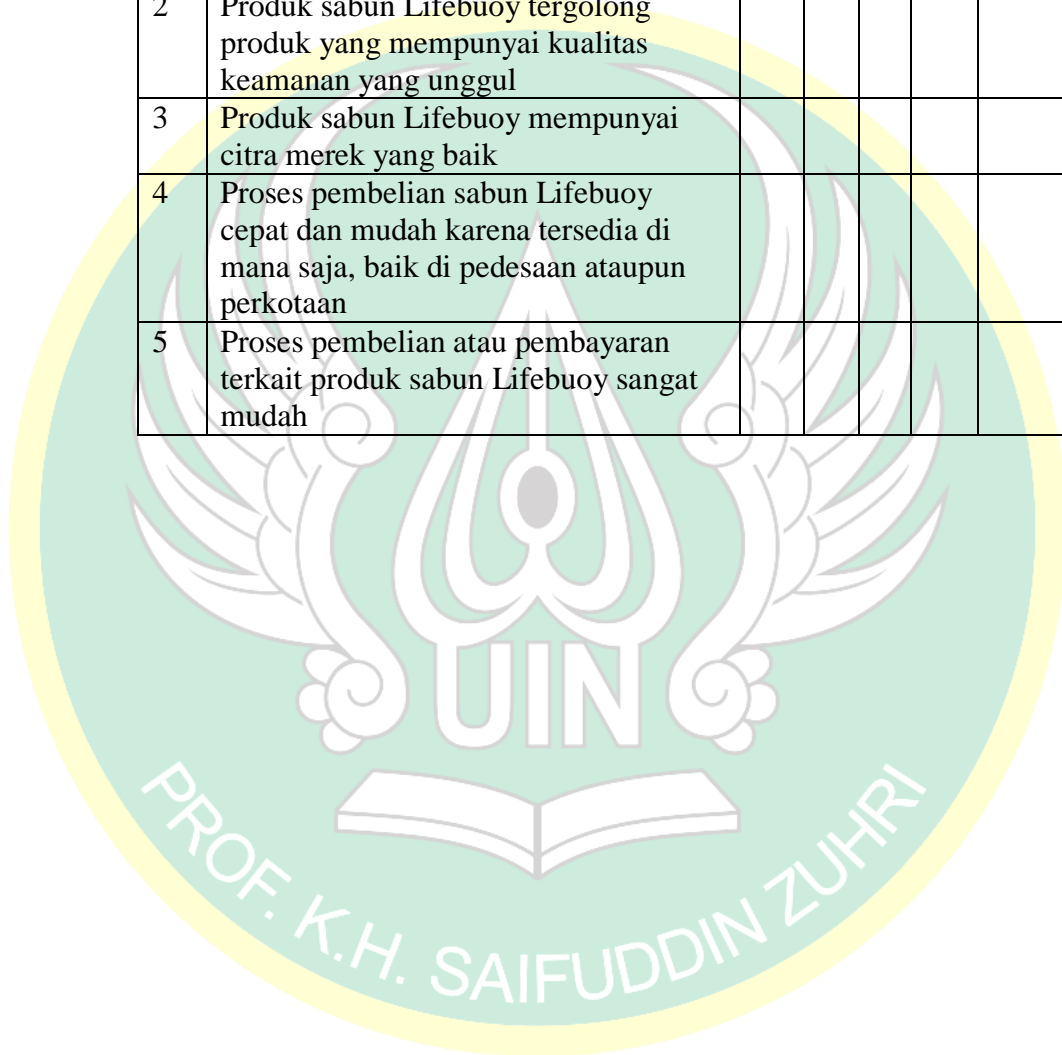 2 Produk sabun Lifebuoy tergolong
produk yang mempunyai kualitas
keamanan yang unggul
3 Produk sabun Lifebuoy mempunyai
citra merek yang baik
4 Proses pembelian sabun Lifebuoy
cepat dan mudah karena tersedia di
mana saja, baik di pedesaan ataupun
perkotaan
5 Proses pembelian atau pembayaran
terkait produk sabun Lifebuoy sangat
mudah
UIN
PROF. K.H. SAIFUDDIN ZUHRI